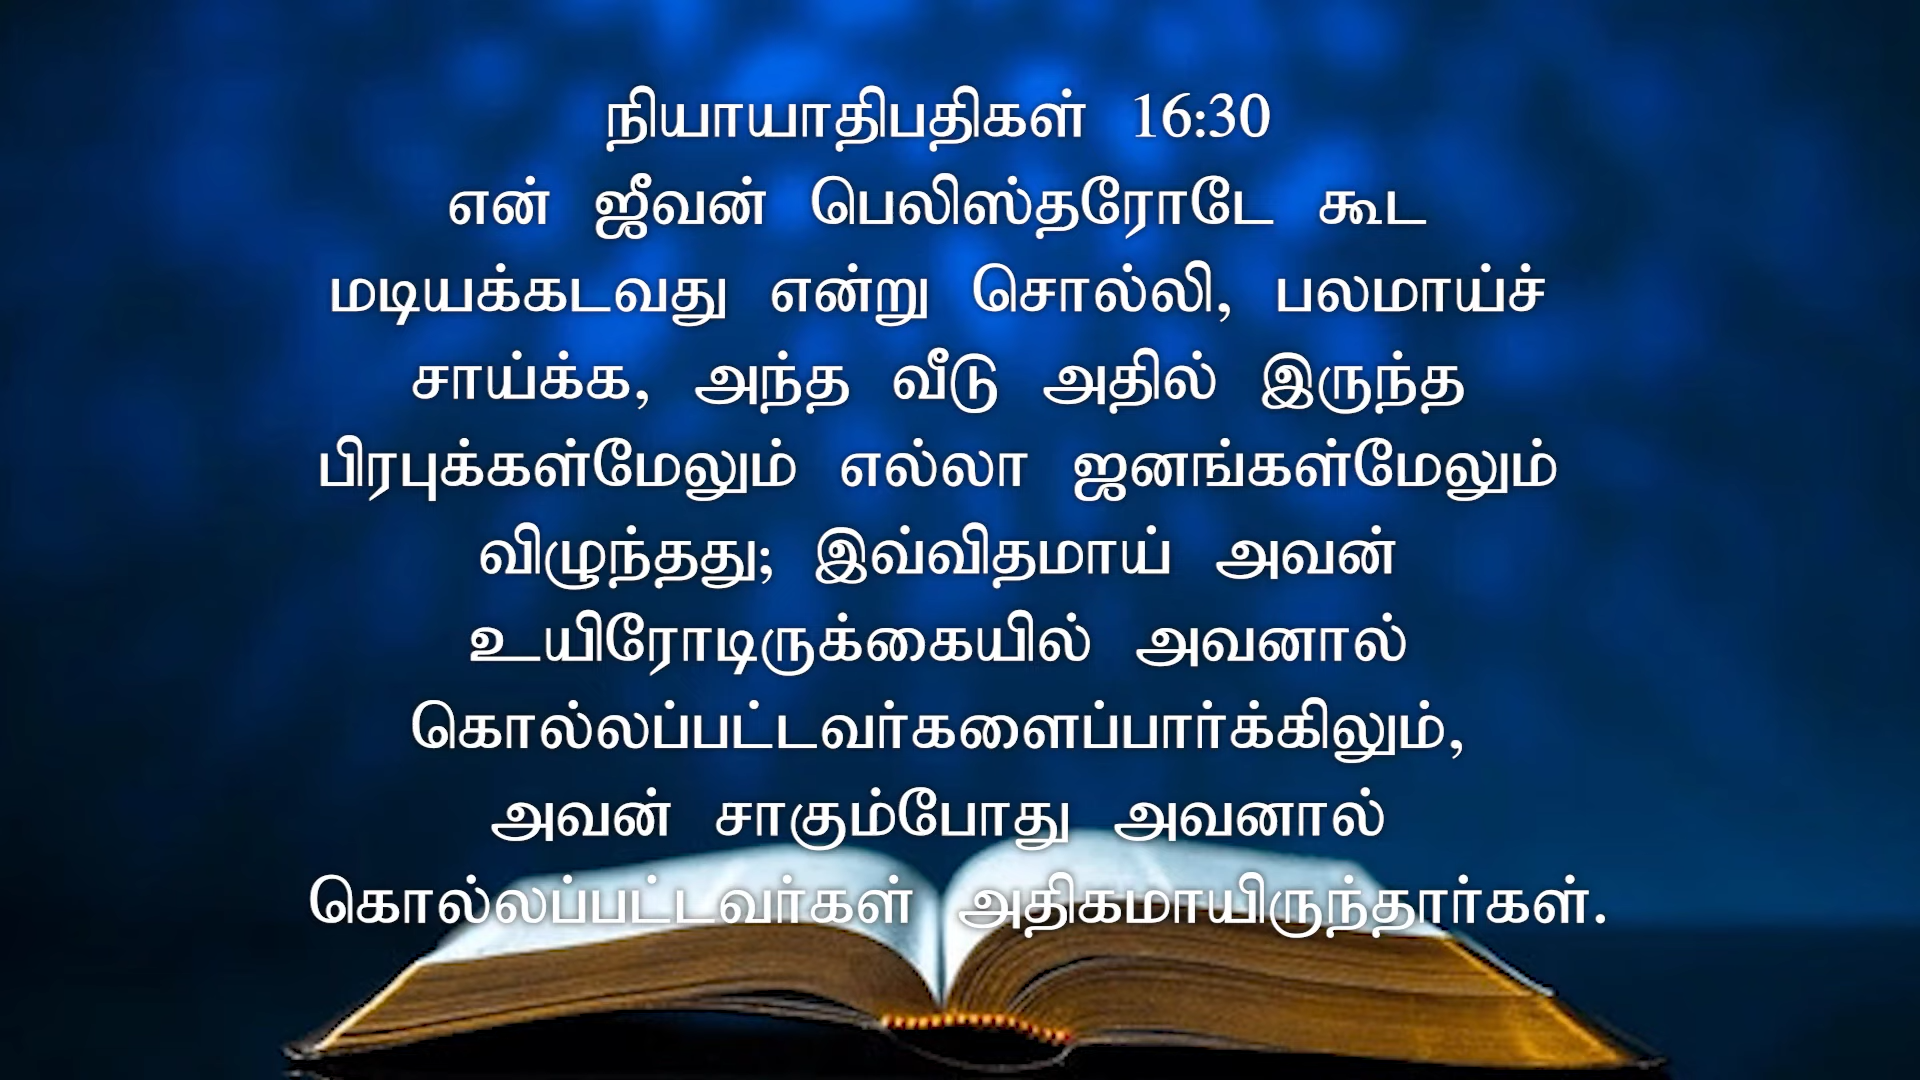 நியாயாதிபதிகள் 16:30
என் ஜீவன் பெலிஸ்தரோடே கூட
மடியக்கடவது என்று சொல்லி, பலமாய்ச்
சாய்க்க, அந்த வீடு அதில் இருந்த
பிரபுக்கள்மேலும் எல்லா ஜனங்கள்மேலும்
விழுந்தது; இவ்விதமாய் அவன்
உயிரோடிருக்கையில் அவனால்
கொல்லப்பட்டவர்களைப்பார்க்கிலும்,
அவன் சாகும்போது அவனால்
கொல்லப்பட்டவர்கள் அதிகமாயிருந்தார்கள்.